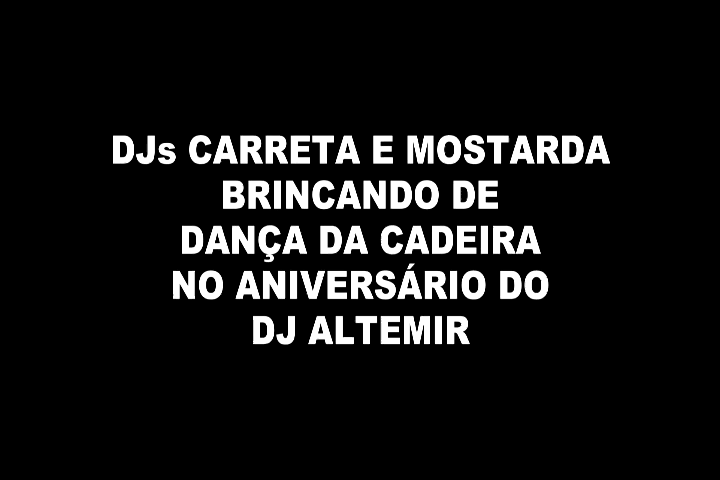 DJs CARRETA E MOSTARDA
BRINCANDO DE
DANÇA DA CADEIRA
NO ANIVERSÁRIO DO
DJ ALTEMIR